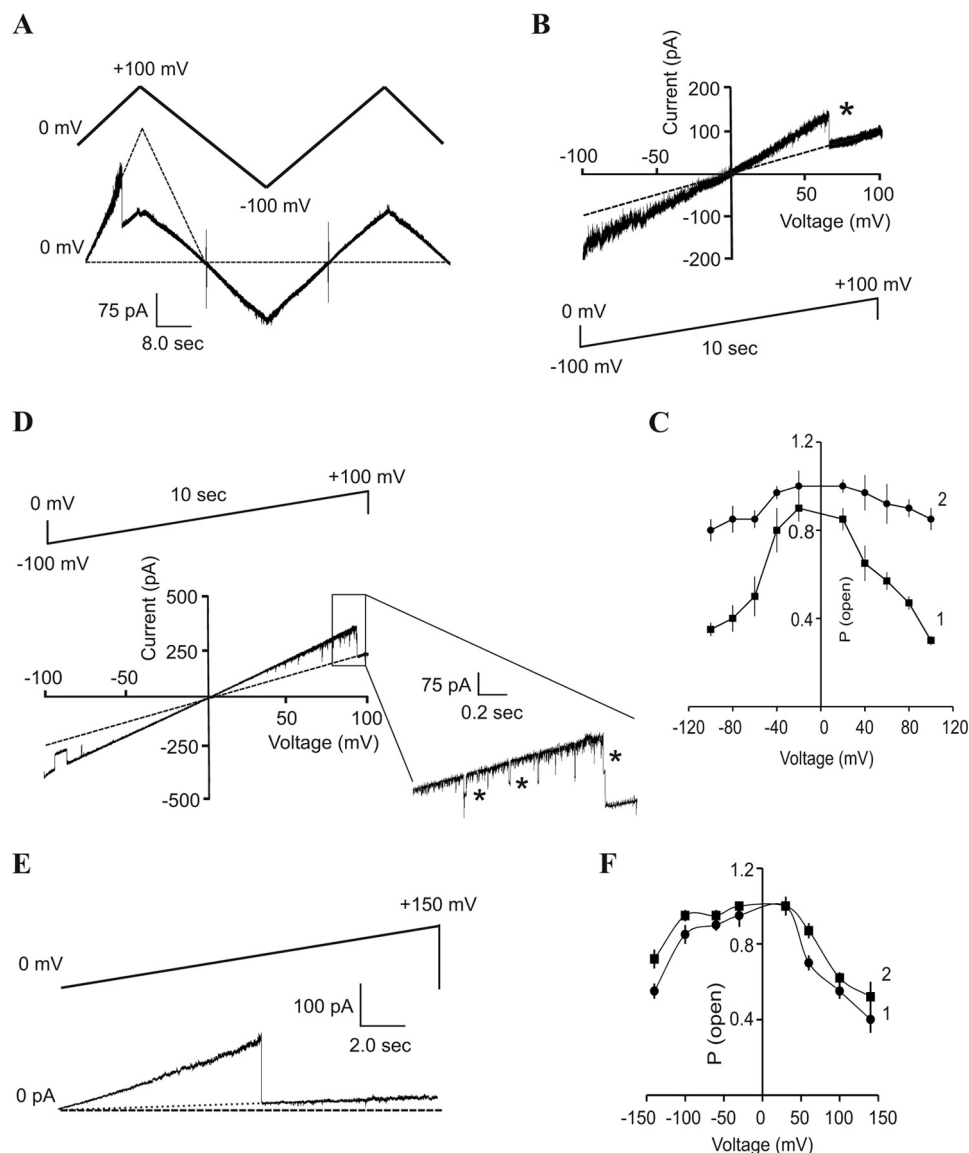 A
+100 mV
0 mV
-100 mV
0 mV
75 pA
8.0 sec
B
Current (pA)
200
100
-100
-50
50
100
-100
Voltage (mV)
-200
*
+100 mV
0 mV
10 sec
-100 mV
D
+100 mV
0 mV
10 sec
-100 mV
Current (pA)
500
250
-100
-50
50
100
Voltage (mV)
-250
-500
75 pA
0.2 sec
*
*
*
C
1.2
2
0.8
P (open)
0.4
1
-120
-80
-40
0
40
80
120
Voltage (mV)
E
+150 mV
0 mV
100 pA
2.0 sec
0 pA
F
1.2
0.8
P (open)
2
0.4
1
-150
-100
-50
0
50
100
150
Voltage (mV)